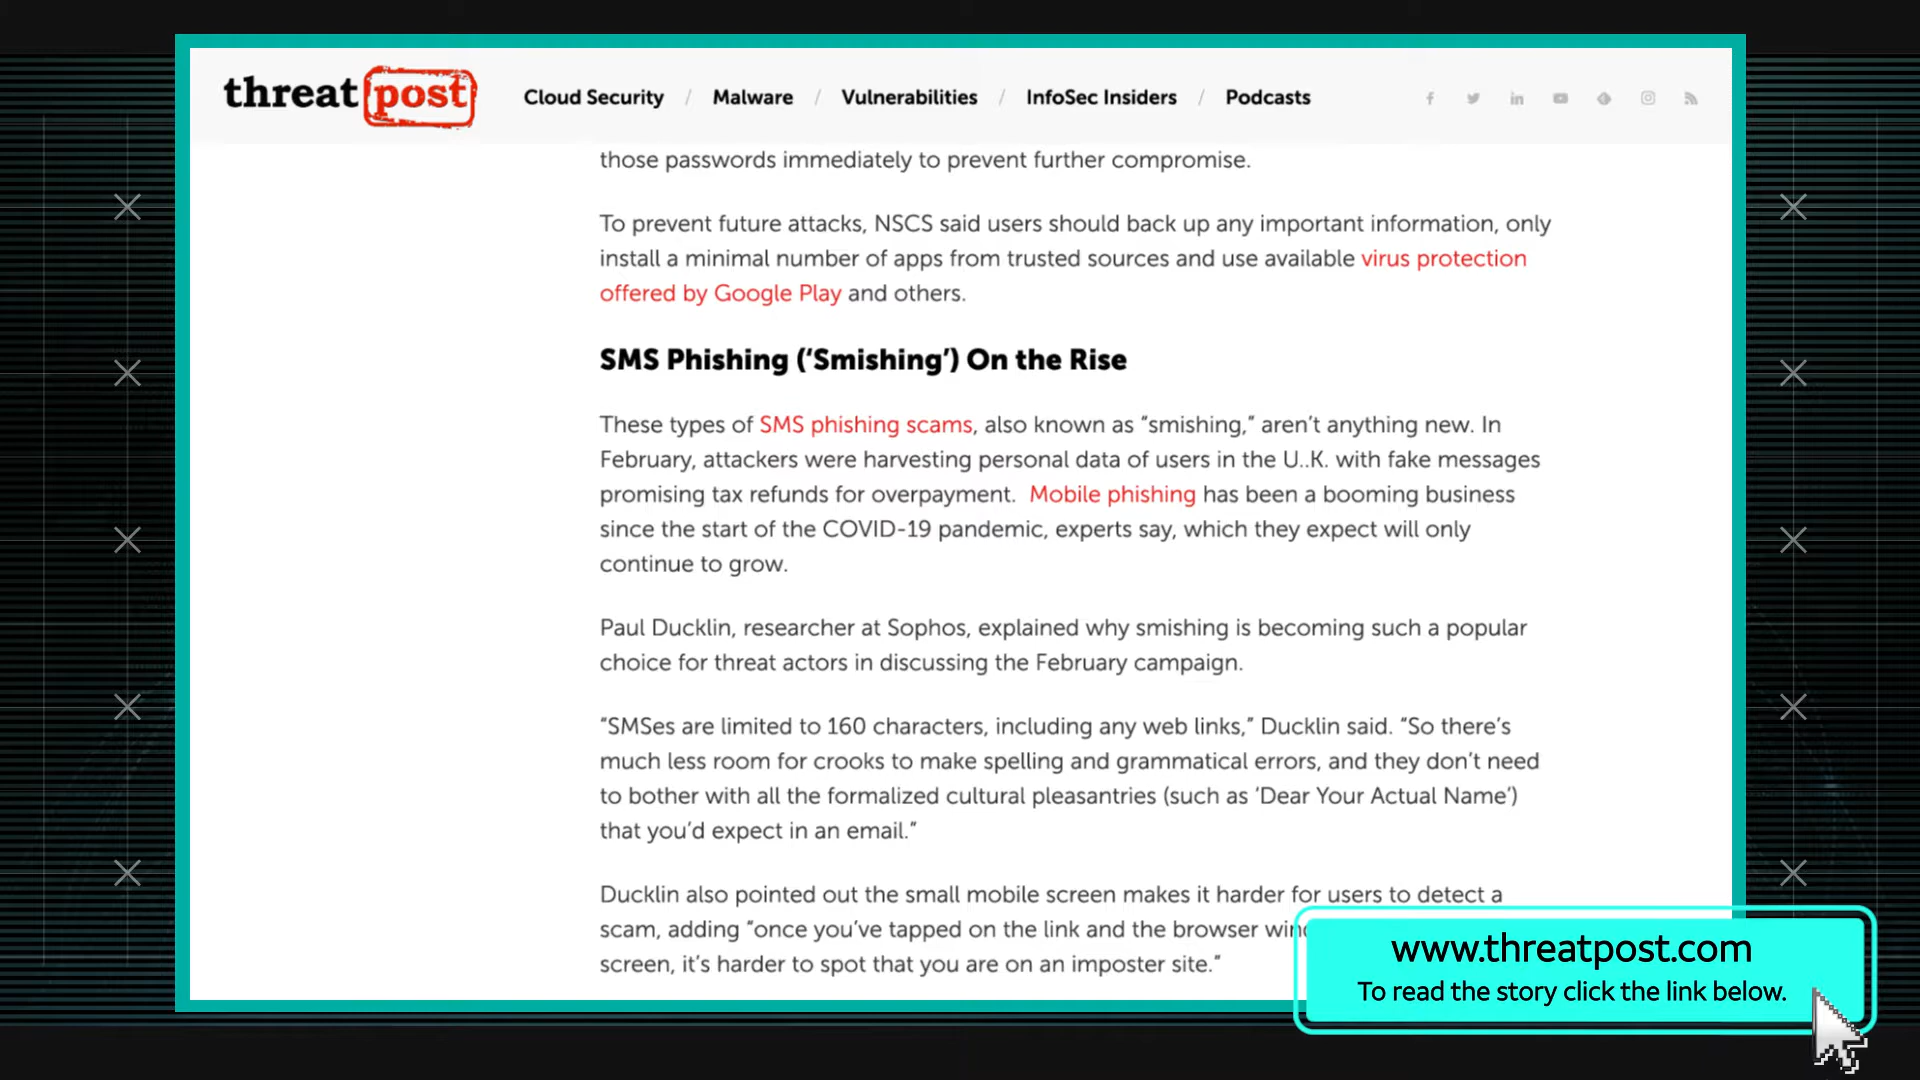 threatpost
Cloud Security / Malware / Vulnerabilities / InfoSec Insiders / Podcasts
those passwords immediately to prevent further compromise.
To prevent future attacks, NSCS said users should back up any important information, only
install a minimal number of apps from trusted sources and use available virus protection
offered by Google Play and others.
SMS Phishing (‘Smishing’) On the Rise
These types of SMS phishing scams, also known as “smishing,” aren’t anything new. In
February, attackers were harvesting personal data of users in the U..K. with fake messages
promising tax refunds for overpayment. Mobile phishing has been a booming business
since the start of the COVID-19 pandemic, experts say, which they expect will only
continue to grow.
Paul Ducklin, researcher at Sophos, explained why smishing is becoming such a popular
choice for threat actors in discussing the February campaign.
“SMSes are limited to 160 characters, including any web links,” Ducklin said. “So there’s
much less room for crooks to make spelling and grammatical errors, and they don’t need
to bother with all the formalized cultural pleasantries (such as ‘Dear Your Actual Name’)
that you’d expect in an email.”
Ducklin also pointed out the small mobile screen makes it harder for users to detect a
scam, adding “once you’ve tapped on the link and the browser
screen, it’s harder to spot that you are on an imposter site.”
www.threatpost.com
To read the story click the link below.